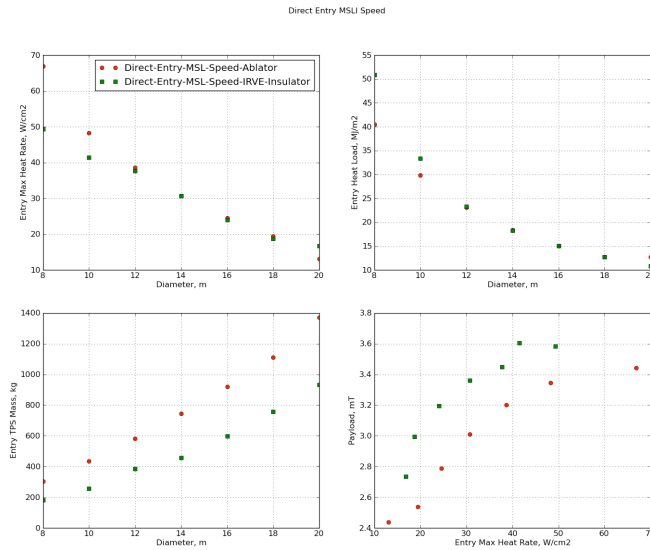 Direct Entry MSLI Speed
70
60
50
40
30
20
10
8 10 12 14 16 18 20
Entry Max Heat Rate, W/cm2
Diameter, m
Direct-Entry-MSL-Speed-Ablator
Direct-Entry-MSL-Speed-IRVE-Insulator
55
50
45
40
35
30
25
20
15
10
8 10 12 14 16 18 20
Entry Heat Load, MJ/m2
Diameter, m
1400
1200
1000
800
600
400
200
0
8 10 12 14 16 18 20
Entry TPS Mass, kg
Diameter, m
3.8
3.6
3.4
3.2
3.0
2.8
2.6
2.4
10 20 30 40 50 60 70
Payload, mT
Entry Max Heat Rate, W/cm2